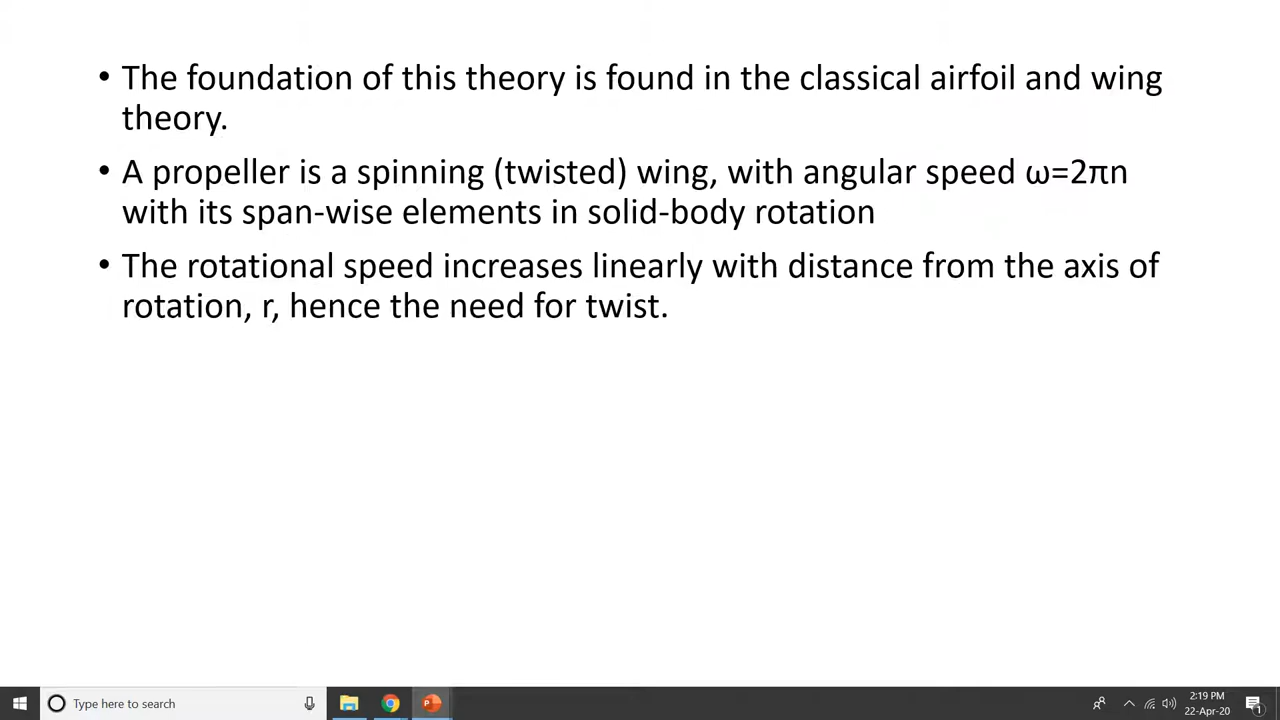 • The foundation of this theory is found in the classical airfoil and wing
theory.
• A propeller is a spinning (twisted) wing, with angular speed ω=2πn
with its span-wise elements in solid-body rotation
• The rotational speed increases linearly with distance from the axis of
rotation, r, hence the need for twist.
Type here to search
2:19 PM
22-Apr-20
1